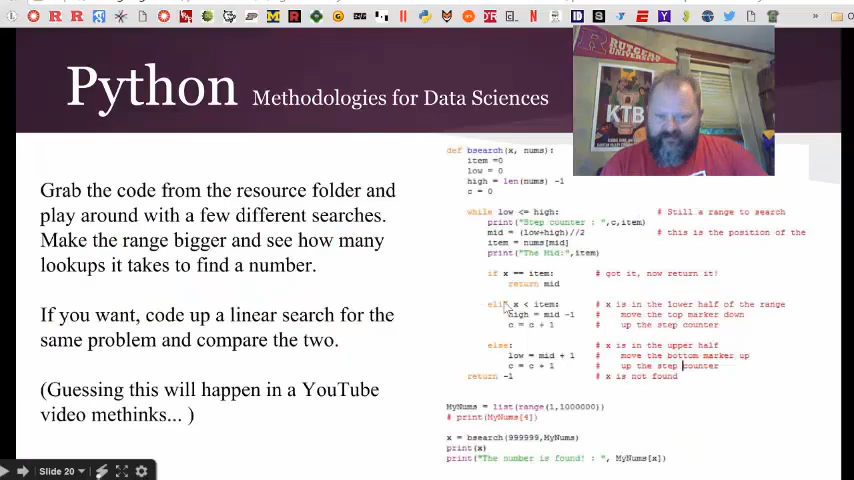 Python Methodologies for Data Sciences
RUTGERS
UNIVERSITY
KTB
Grab the code from the resource folder and
play around with a few different searches.
Make the range bigger and see how many
lookups it takes to find a number.
If you want, code up a linear search for the
same problem and compare the two.
(Guessing this will happen in a YouTube
video methinks... )
def bsearch(x, nums):
item =0
low = 0
high = len(nums) -1
c = 0
while low <= high: # Still a range to search
print("Step counter : ",c,item)
mid = (low+high)//2 # this is the position of the
item = nums[mid]
print("The Mid:",item)
if x == item: # got it, now return it!
return mid
elif x < item: # x is in the lower half of the range
high = mid -1 # move the top marker down
c = c + 1 # up the step counter
else: # x is in the upper half
low = mid + 1 # move the bottom marker up
c = c + 1 # up the step counter
return -1 # x is not found
MyNums = list(range(1,1000000))
# print(MyNums[4])
x = bsearch(999999,MyNums)
print(x)
print("The number is found! : ", MyNums[x])
Slide 20